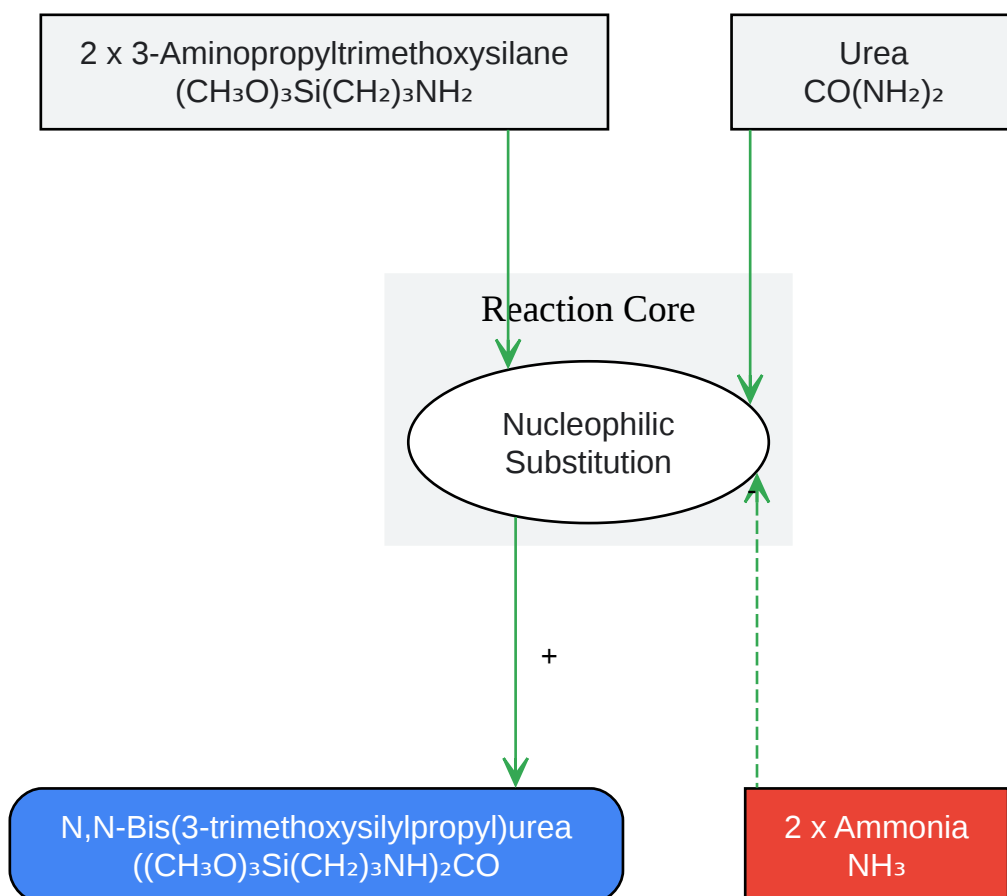 2 x 3-Aminopropyltrimethoxysilane
(CH₃O)₃Si(CH₂)₃NH₂
Urea
CO(NH₂)₂
Reaction Core
Nucleophilic
Substitution
-
+
N,N-Bis(3-trimethoxysilylpropyl)urea
((CH₃O)₃Si(CH₂)₃NH)₂CO
2 x Ammonia
NH₃